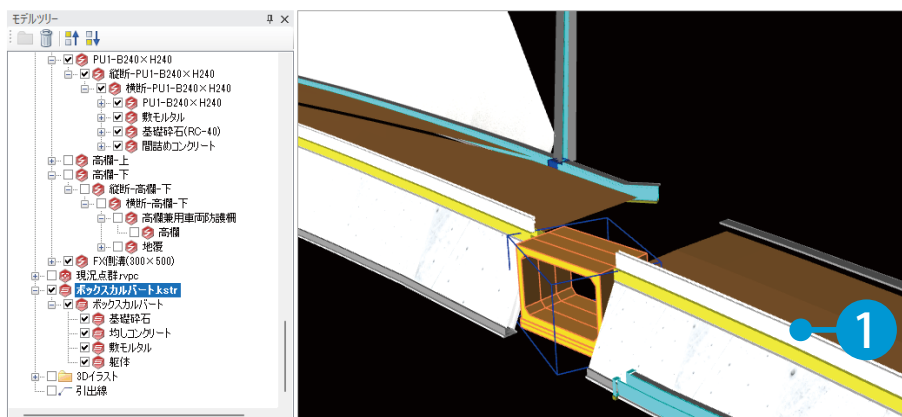 モデルツリー
PU1-B240×H240
縦断-PU1-B240×H240
横断-PU1-B240×H240
PU1-B240×H240
敷モルタル
基礎砕石(RC-40)
間詰めコンクリート
高欄-上
高欄-下
縦断-高欄-下
横断-高欄-下
高欄兼用車両防護柵
高欄
地覆
FX側溝(300×500)
現況点群.rvpc
ボックスカルバート.kstr
ボックスカルバート
基礎砕石
均しコンクリート
敷モルタル
躯体
3Dイラスト
引出線
1